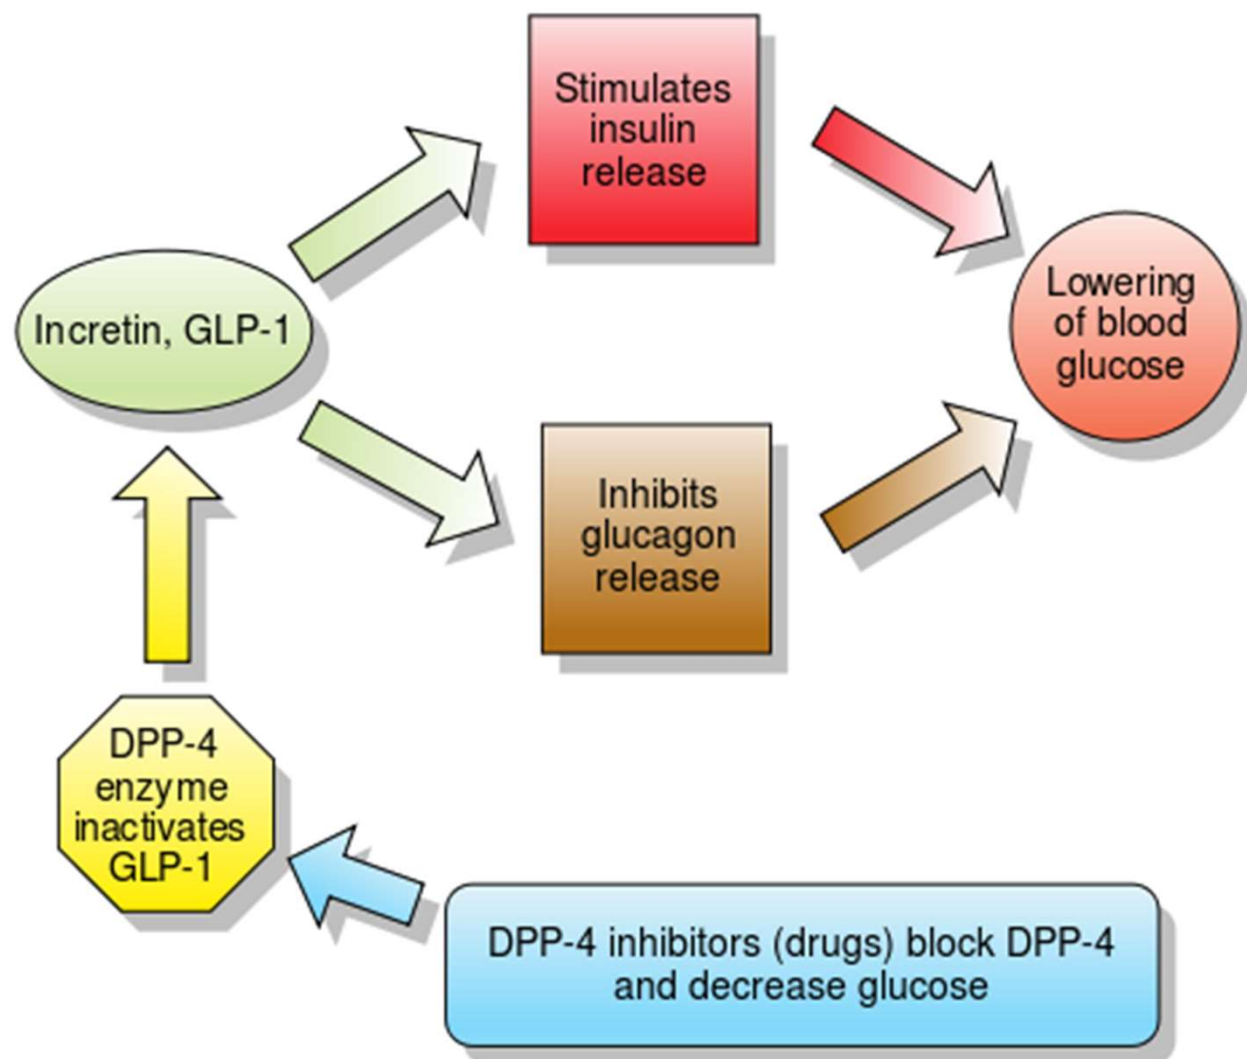 Stimulates
insulin
release
Incretin, GLP-1
Lowering
of blood
glucose
Inhibits
glucagon
release
DPP-4
enzyme
inactivates
GLP-1
DPP-4 inhibitors (drugs) block DPP-4
and decrease glucose